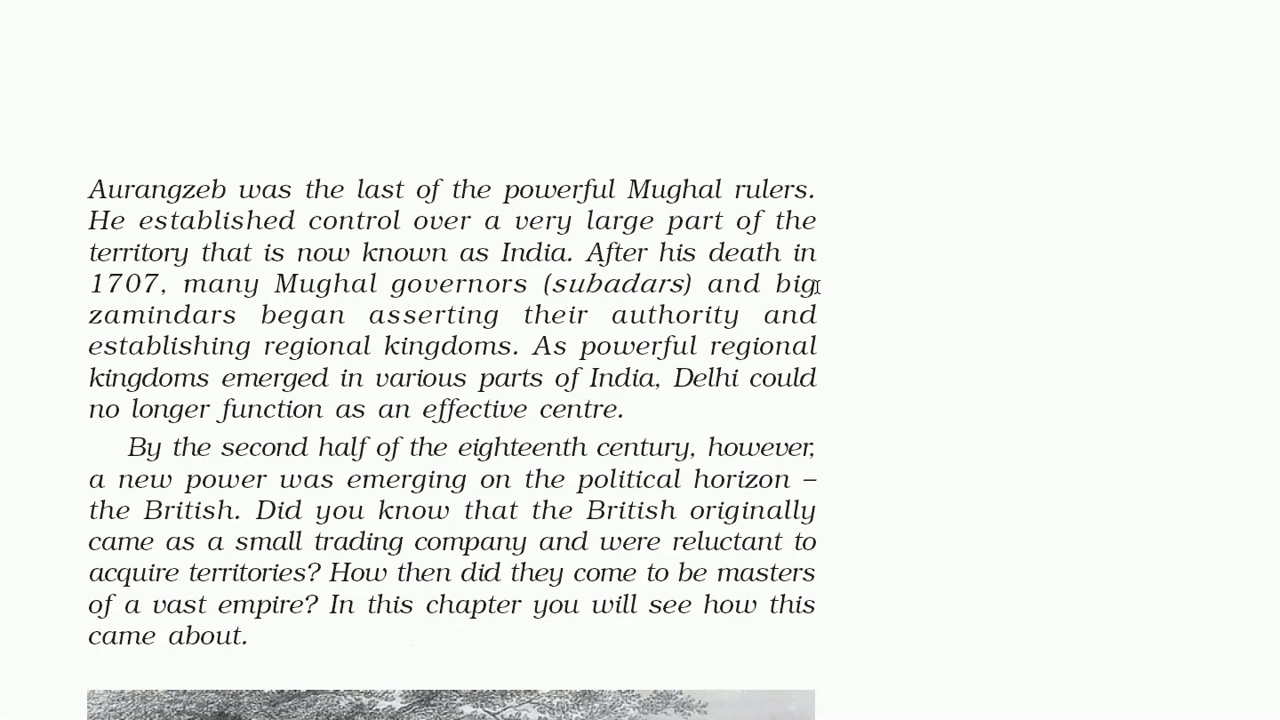 Aurangzeb was the last of the powerful Mughal rulers.
He established control over a very large part of the
territory that is now known as India. After his death in
1707, many Mughal governors (subadars) and big
zamindars began asserting their authority and
establishing regional kingdoms. As powerful regional
kingdoms emerged in various parts of India, Delhi could
no longer function as an effective centre.
By the second half of the eighteenth century, however,
a new power was emerging on the political horizon –
the British. Did you know that the British originally
came as a small trading company and were reluctant to
acquire territories? How then did they come to be masters
of a vast empire? In this chapter you will see how this
came about.